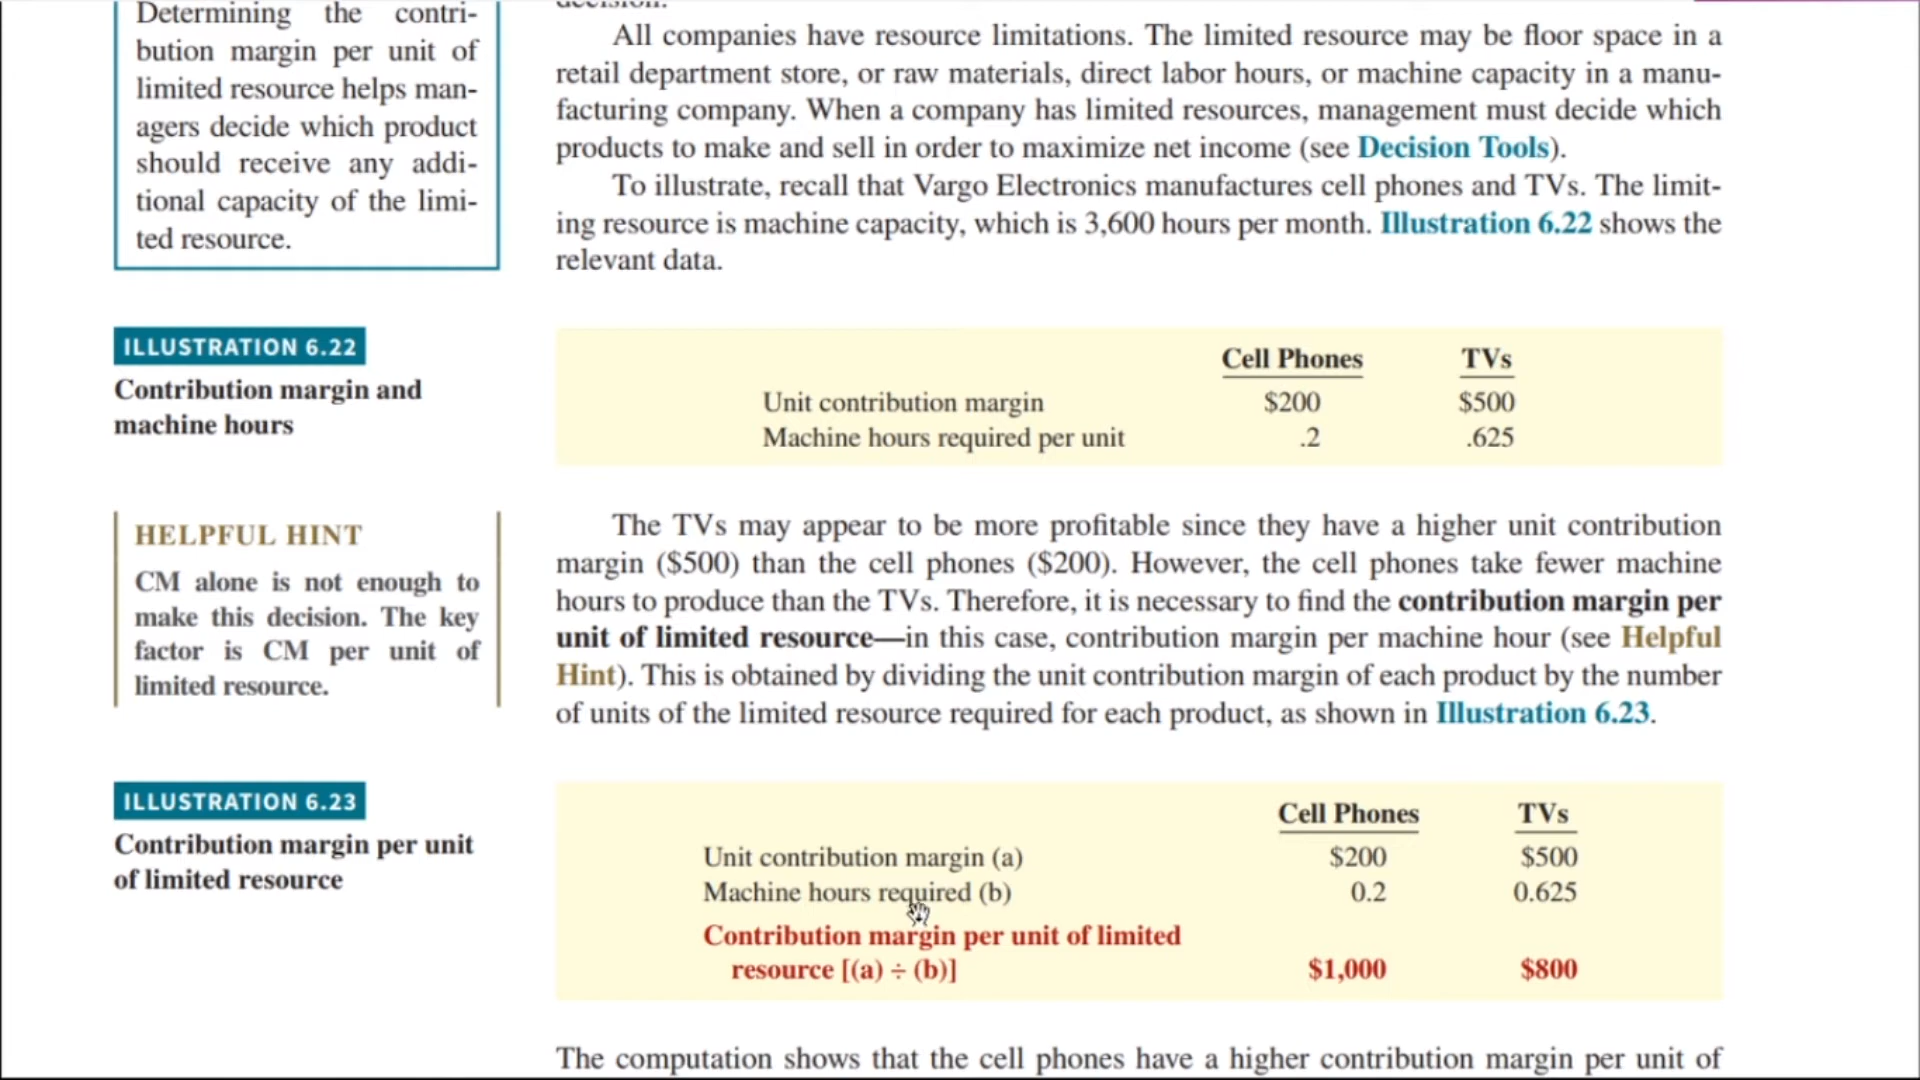 Determining the contri-
bution margin per unit of
limited resource helps man-
agers decide which product
should receive any addi-
tional capacity of the limi-
ted resource.
decision.
All companies have resource limitations. The limited resource may be floor space in a
retail department store, or raw materials, direct labor hours, or machine capacity in a manu-
facturing company. When a company has limited resources, management must decide which
products to make and sell in order to maximize net income (see Decision Tools).
To illustrate, recall that Vargo Electronics manufactures cell phones and TVs. The limit-
ing resource is machine capacity, which is 3,600 hours per month. Illustration 6.22 shows the
relevant data.
ILLUSTRATION 6.22
Contribution margin and
machine hours
Cell Phones TVs
Unit contribution margin $200 $500
Machine hours required per unit .2 .625
HELPFUL HINT
CM alone is not enough to
make this decision. The key
factor is CM per unit of
limited resource.
The TVs may appear to be more profitable since they have a higher unit contribution
margin ($500) than the cell phones ($200). However, the cell phones take fewer machine
hours to produce than the TVs. Therefore, it is necessary to find the contribution margin per
unit of limited resource—in this case, contribution margin per machine hour (see Helpful
Hint). This is obtained by dividing the unit contribution margin of each product by the number
of units of the limited resource required for each product, as shown in Illustration 6.23.
ILLUSTRATION 6.23
Contribution margin per unit
of limited resource
Cell Phones TVs
Unit contribution margin (a) $200 $500
Machine hours required (b) 0.2 0.625
Contribution margin per unit of limited
resource [(a) ÷ (b)] $1,000 $800
The computation shows that the cell phones have a higher contribution margin per unit of